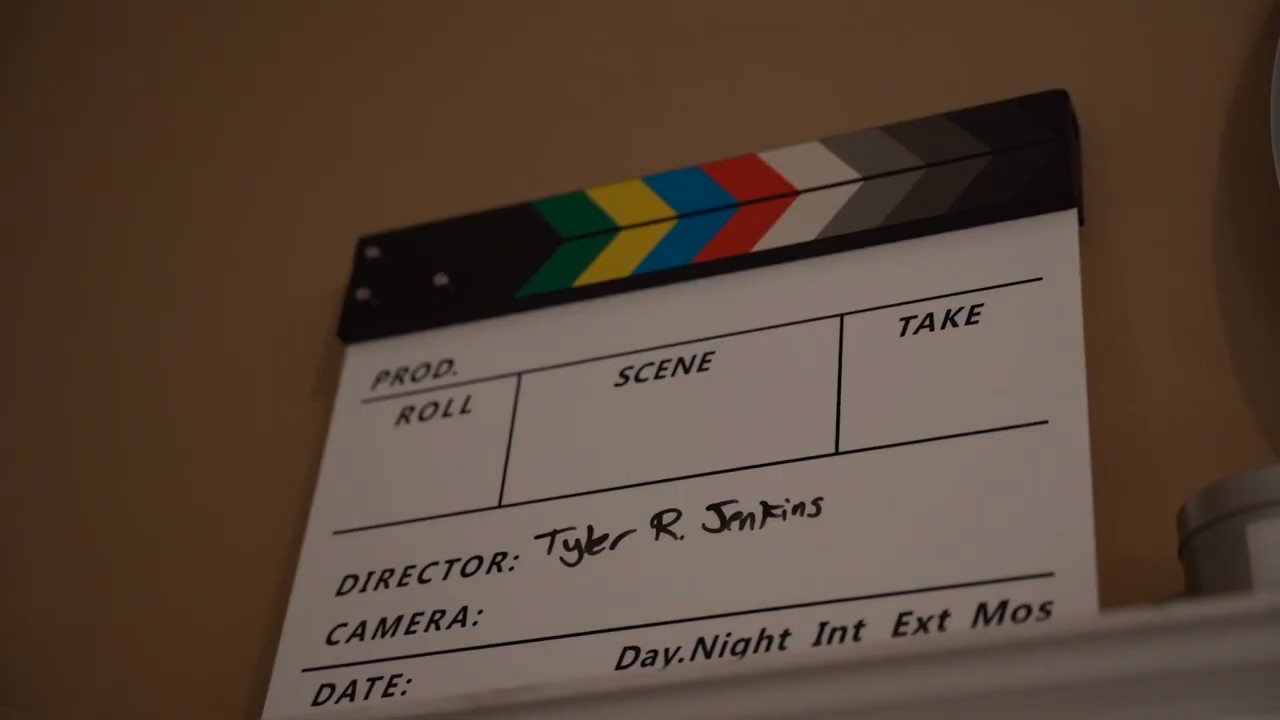 PROD.
ROLL SCENE TAKE
DIRECTOR: Tyler R. Jenkins
CAMERA:
Day.Night Int Ext Mos
DATE: